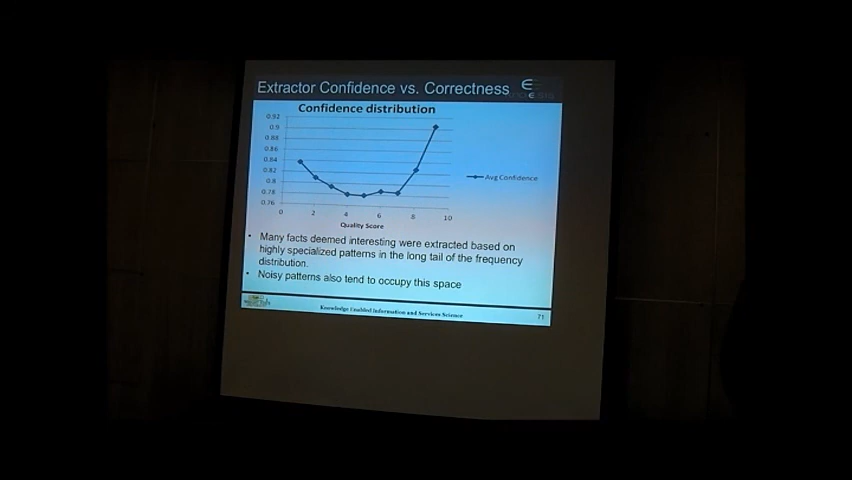 Extractor Confidence vs. Correctness
Confidence distribution
0.92
0.9
0.88
0.86
0.84
0.82
0.8
0.78
0.76
0 2 4 6 8 10
Quality Score
Avg Confidence
• Many facts deemed interesting were extracted based on
highly specialized patterns in the long tail of the frequency
distribution.
• Noisy patterns also tend to occupy this space
Knowledge Enabled Information and Services Science
71